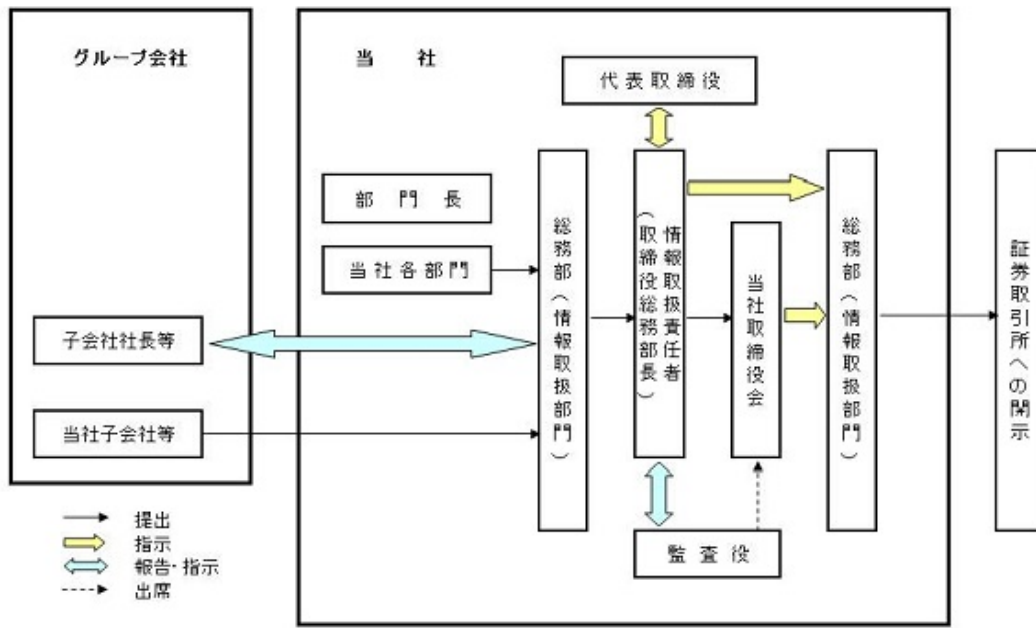 グループ会社
当社
代表取締役
部門長
当社各部門
子会社社長等
当社子会社等
総務部(情報取扱部門)
情報取扱責任者
(取締役総務部長)
当社取締役会
総務部(情報取扱部門)
証券取引所への開示
監査役
提出
指示
報告・指示
出席